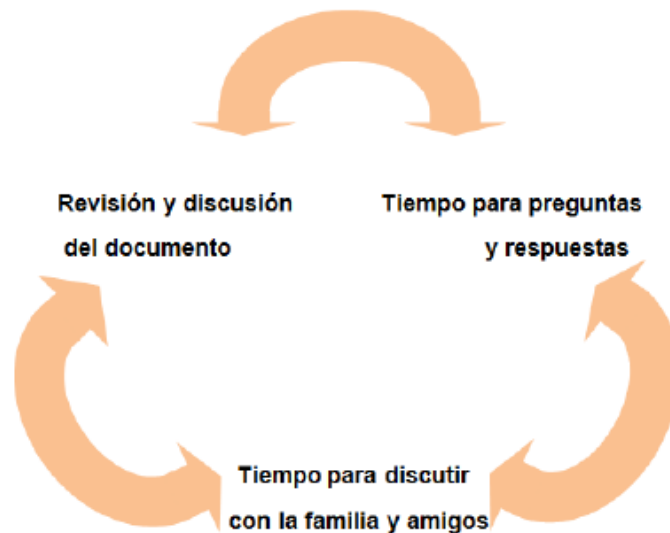 Revisión y discusión
del documento
Tiempo para preguntas
y respuestas
Tiempo para discutir
con la familia y amigos